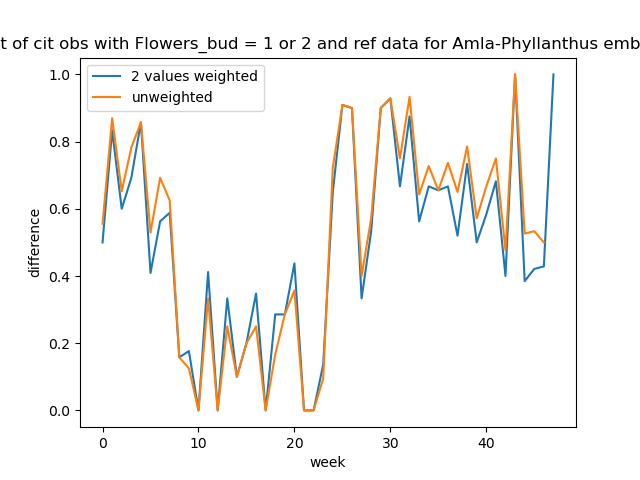 t of cit obs with Flowers_bud = 1 or 2 and ref data for Amla-Phyllanthus emb
2 values weighted
unweighted
1.0
0.8
0.6
0.4
0.2
0.0
difference
0 10 20 30 40
week